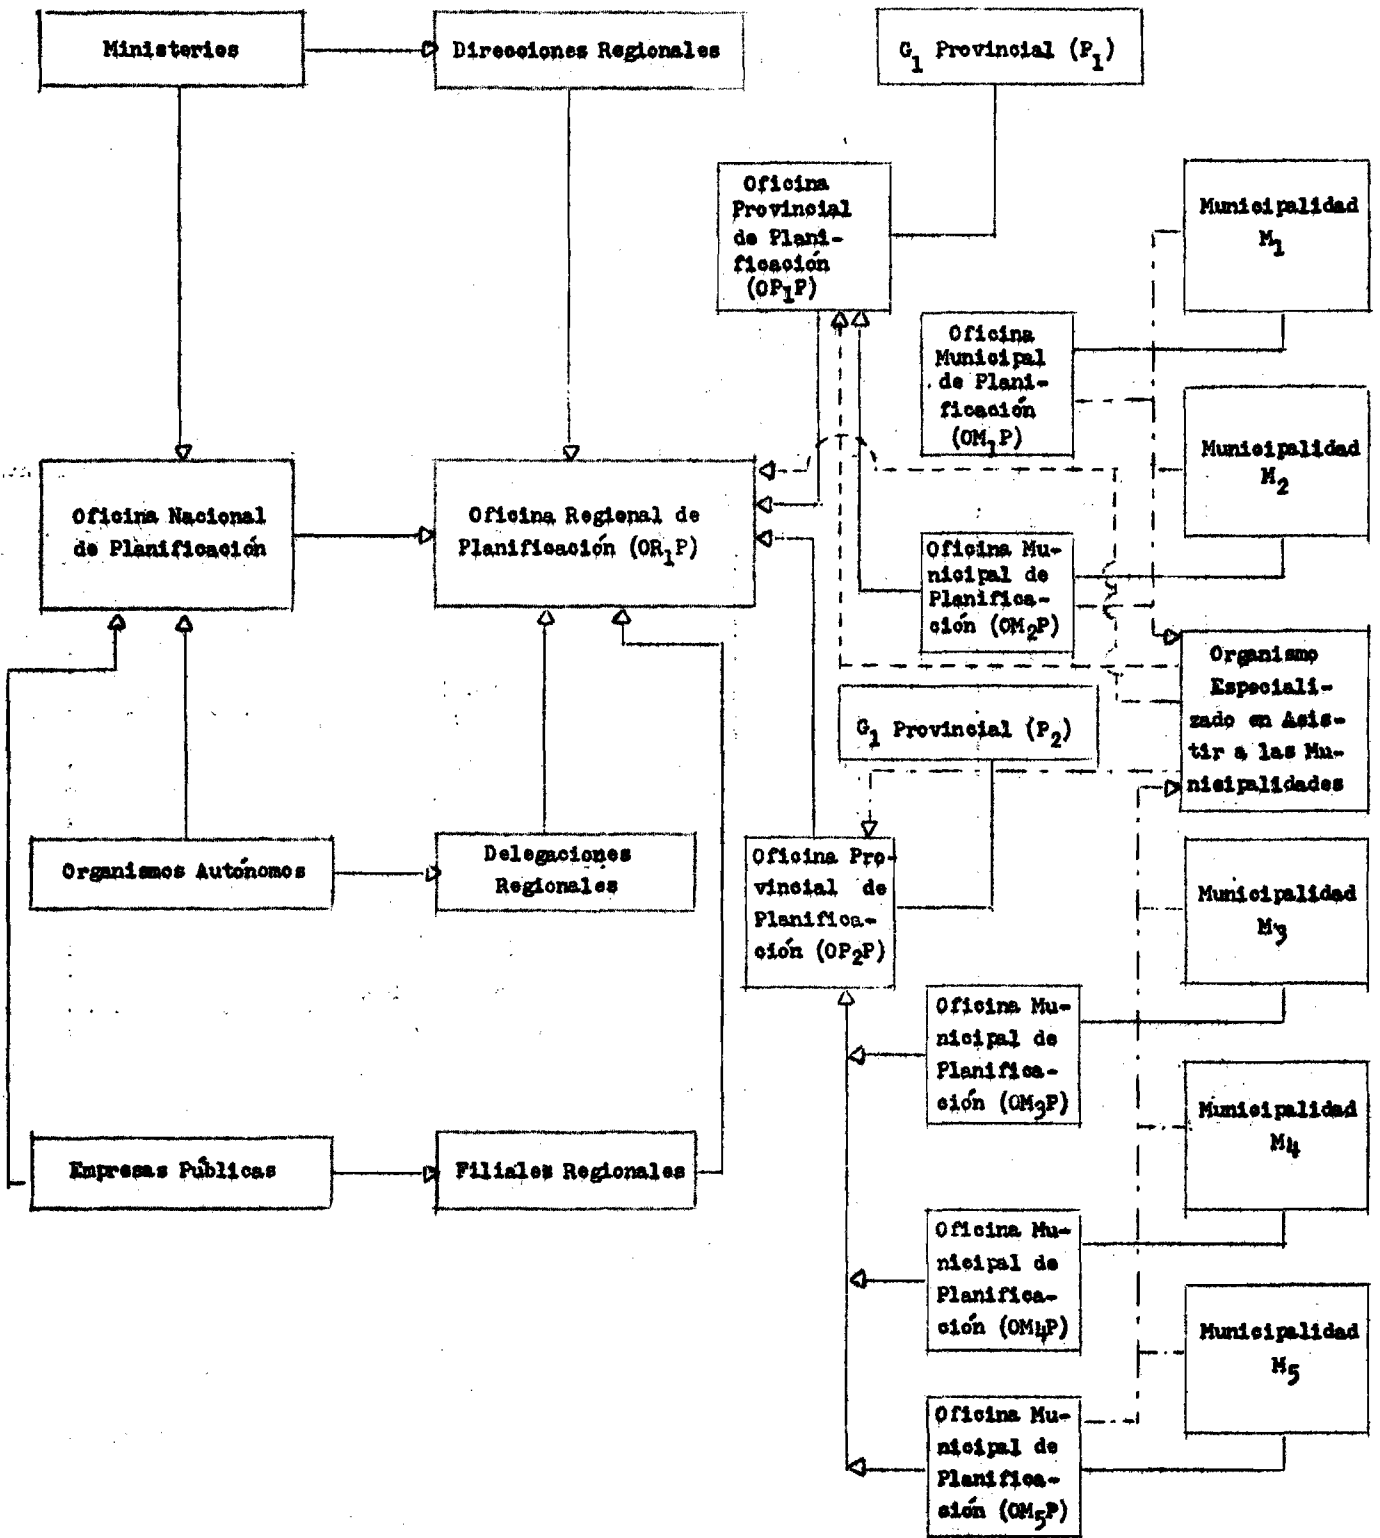 Ministerios
Direcciones Regionales
G1 Provincial (P1)
Oficina
Provincial
de Plani-
ficación
(OP1P)
Municipalidad
M1
Oficina
Municipal
de Plani-
ficación
(OM1P)
Municipalidad
M2
Oficina Nacional
de Planificación
Oficina Regional de
Planificación (OR1P)
Oficina Mu-
nicipal de
Planifica-
ción (OM2P)
Organismo
Especiali-
zado en Asis-
tir a las Mu-
nicipalidades
G1 Provincial (P2)
Organismos Autónomos
Delegaciones
Regionales
Oficina Pro-
vincial de
Planifica-
ción (OP2P)
Municipalidad
M3
Oficina Mu-
nicipal de
Planifica-
ción (OM3P)
Municipalidad
M4
Empresas Públicas
Filiales Regionales
Oficina Mu-
nicipal de
Planifica-
ción (OM4P)
Municipalidad
M5
Oficina Mu-
nicipal de
Planifica-
ción (OM5P)